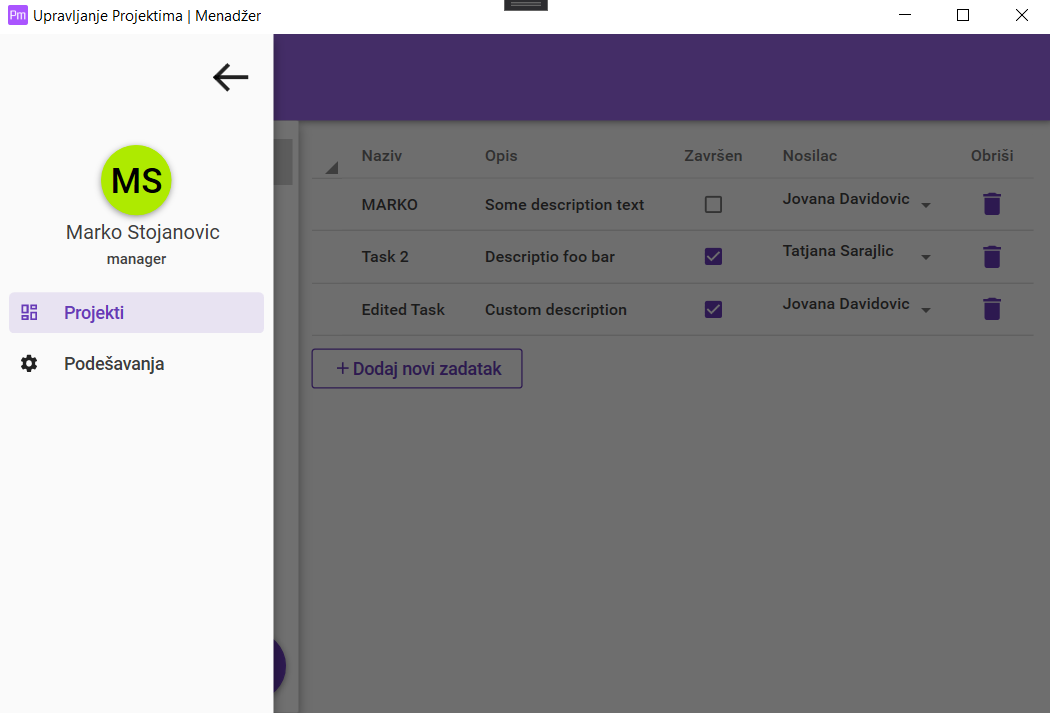 Pm Upravljanje Projektima | Menadžer
MS
Marko Stojanovic
manager
Projekti
Podešavanja
Naziv Opis Završen Nosilac Obriši
MARKO Some description text Jovana Davidovic
Task 2 Descriptio foo bar Tatjana Sarajlic
Edited Task Custom description Jovana Davidovic
+ Dodaj novi zadatak